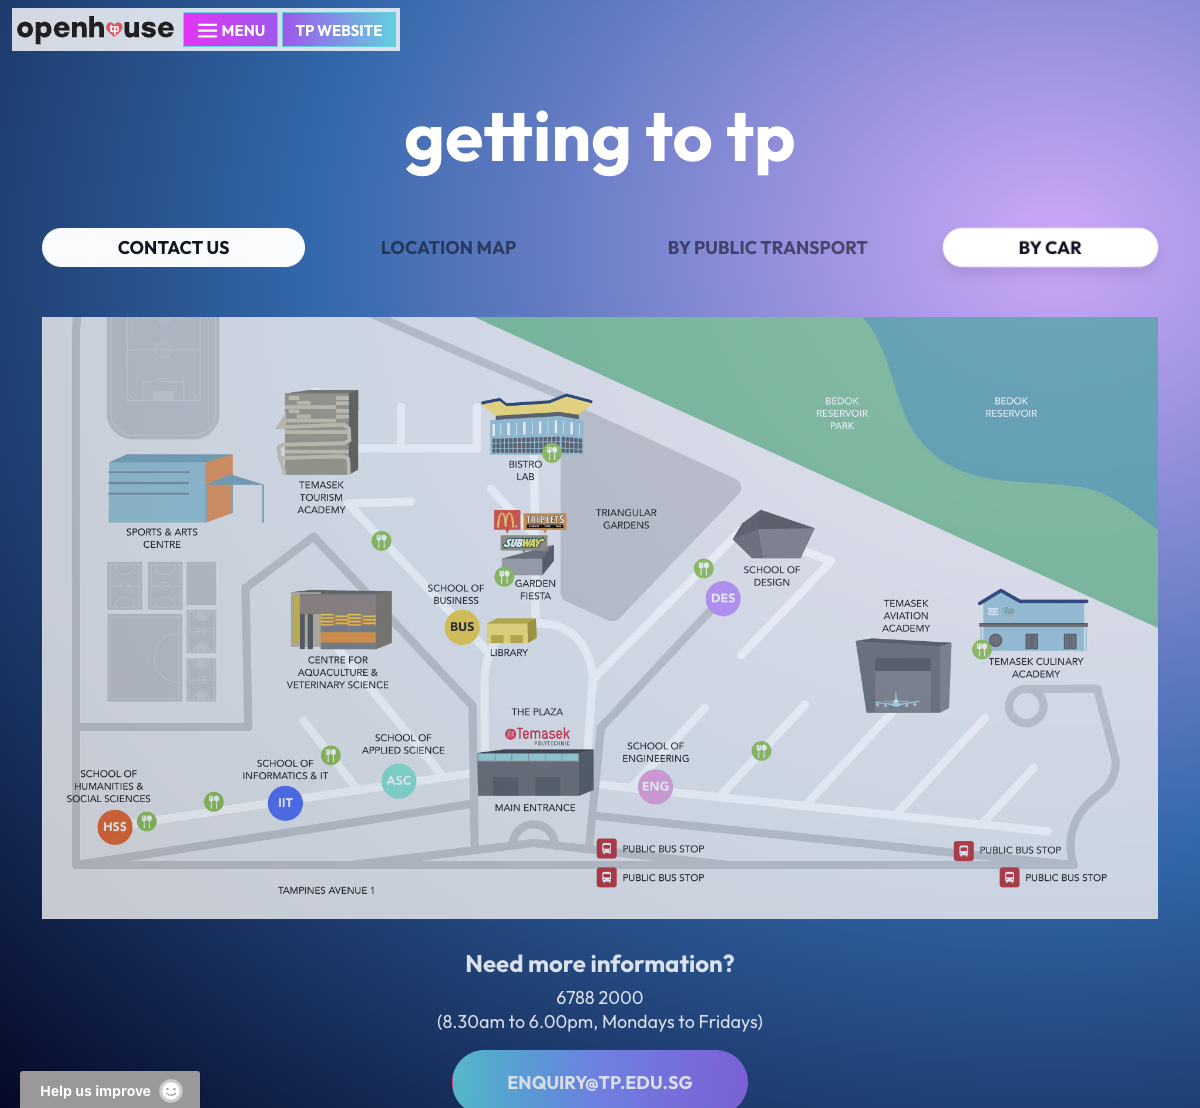 openhouse
MENU
TP WEBSITE
getting to tp
CONTACT US
LOCATION MAP
BY PUBLIC TRANSPORT
BY CAR
BEDOK
RESERVOIR
PARK
BEDOK
RESERVOIR
TEMASEK
TOURISM
ACADEMY
BISTRO
LAB
SPORTS & ARTS
CENTRE
TRIANGULAR
GARDENS
TRIPLETS
SUBWAY
GARDEN
FIESTA
SCHOOL OF
DESIGN
DES
SCHOOL OF
BUSINESS
BUS
LIBRARY
TEMASEK
AVIATION
ACADEMY
TEMASEK CULINARY
ACADEMY
CENTRE FOR
AQUACULTURE &
VETERINARY SCIENCE
THE PLAZA
Temasek
POLYTECHNIC
MAIN ENTRANCE
SCHOOL OF
APPLIED SCIENCE
ASC
SCHOOL OF
ENGINEERING
ENG
SCHOOL OF
INFORMATICS & IT
IIT
SCHOOL OF
HUMANITIES &
SOCIAL SCIENCES
HSS
PUBLIC BUS STOP
PUBLIC BUS STOP
PUBLIC BUS STOP
PUBLIC BUS STOP
TAMPINES AVENUE 1
Need more information?
6788 2000
(8.30am to 6.00pm, Mondays to Fridays)
ENQUIRY@TP.EDU.SG
Help us improve